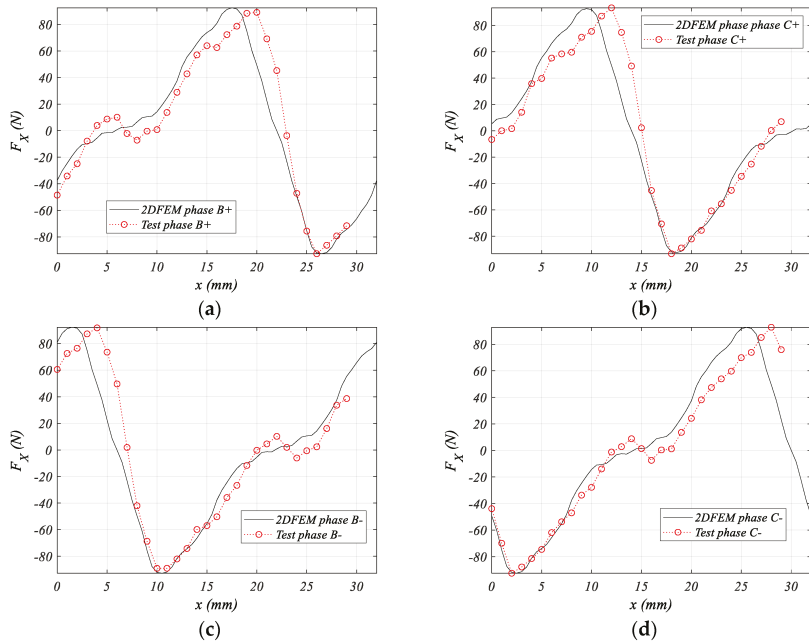 80
60
40
20
0
-20
-40
-60
-80
F_X (N)
2DFEM phase B+
Test phase B+
0 5 10 15 20 25 30
x (mm)
(a)
80
60
40
20
0
-20
-40
-60
-80
F_X (N)
2DFEM phase phase C+
Test phase C+
0 5 10 15 20 25 30
x (mm)
(b)
80
60
40
20
0
-20
-40
-60
-80
F_X (N)
2DFEM phase B-
Test phase B-
0 5 10 15 20 25 30
x (mm)
(c)
80
60
40
20
0
-20
-40
-60
-80
F_X (N)
2DFEM phase C-
Test phase C-
0 5 10 15 20 25 30
x (mm)
(d)